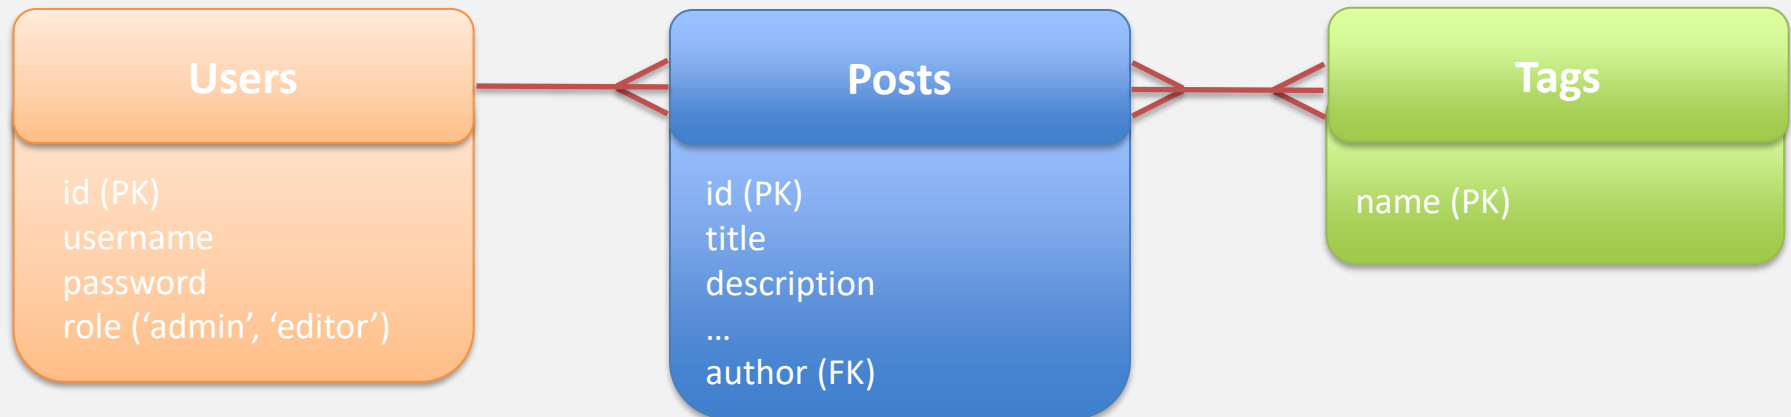 Users
id (PK)
username
password
role (‘admin’, ‘editor’)
Posts
id (PK)
title
description
…
author (FK)
Tags
name (PK)